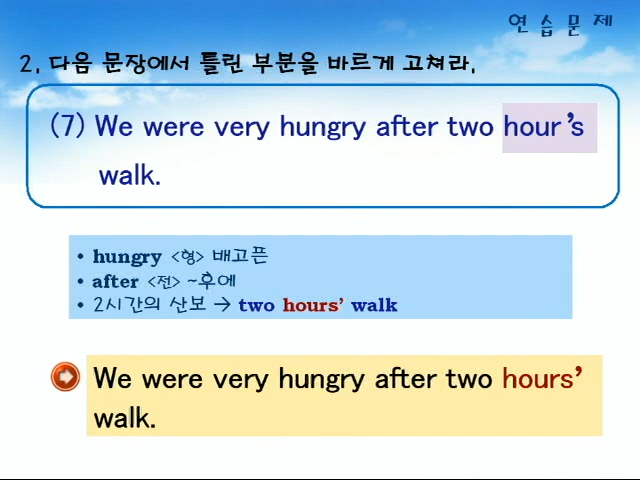 연습문제
2. 다음 문장에서 틀린 부분을 바르게 고쳐라.
(7) We were very hungry after two hour's
walk.
• hungry <형> 배고픈
• after <전> ~후에
• 2시간의 산보 → two hours' walk
We were very hungry after two hours'
walk.